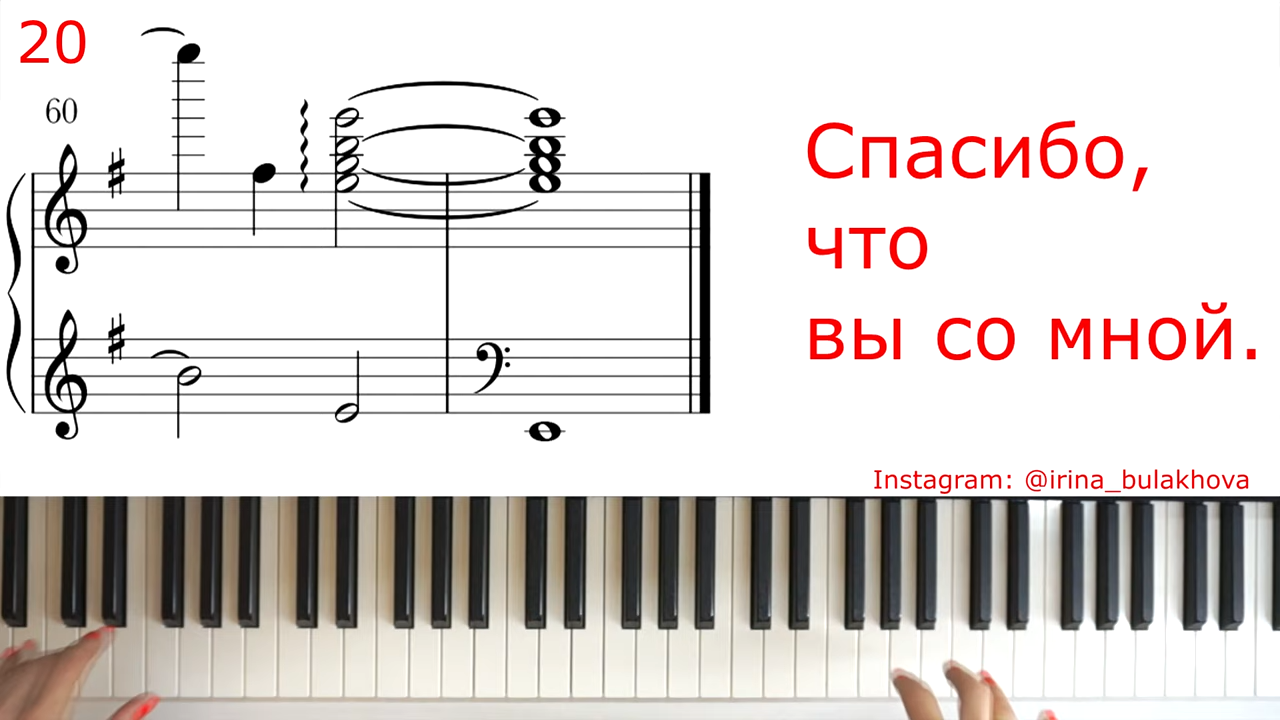 20
60
Спасибо,
что
вы со мной.
Instagram: @irina_bulakhova